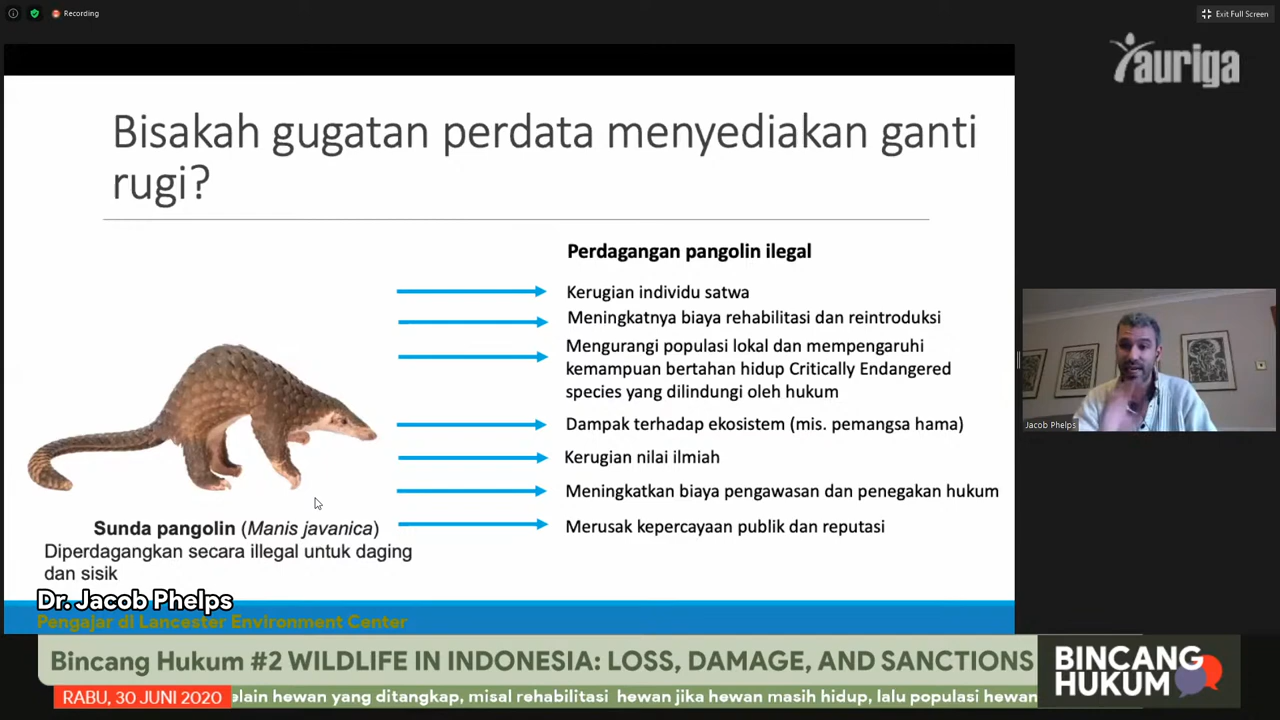 Recording
Exit Full Screen
auriga
Bisakah gugatan perdata menyediakan ganti
rugi?
Perdagangan pangolin ilegal
Kerugian individu satwa
Meningkatnya biaya rehabilitasi dan reintroduksi
Mengurangi populasi lokal dan mempengaruhi
kemampuan bertahan hidup Critically Endangered
species yang dilindungi oleh hukum
Dampak terhadap ekosistem (mis. pemangsa hama)
Kerugian nilai ilmiah
Meningkatkan biaya pengawasan dan penegakan hukum
Merusak kepercayaan publik dan reputasi
Sunda pangolin (Manis javanica)
Diperdagangkan secara illegal untuk daging
dan sisik
Jacob Phelps
Dr. Jacob Phelps
Pengajar di Lancester Environment Center
Bincang Hukum #2 WILDLIFE IN INDONESIA: LOSS, DAMAGE, AND SANCTIONS
BINCANG
HUKUM
RABU, 30 JUNI 2020
elain hewan yang ditangkap, misal rehabilitasi hewan jika hewan masih hidup, lalu populasi hewan